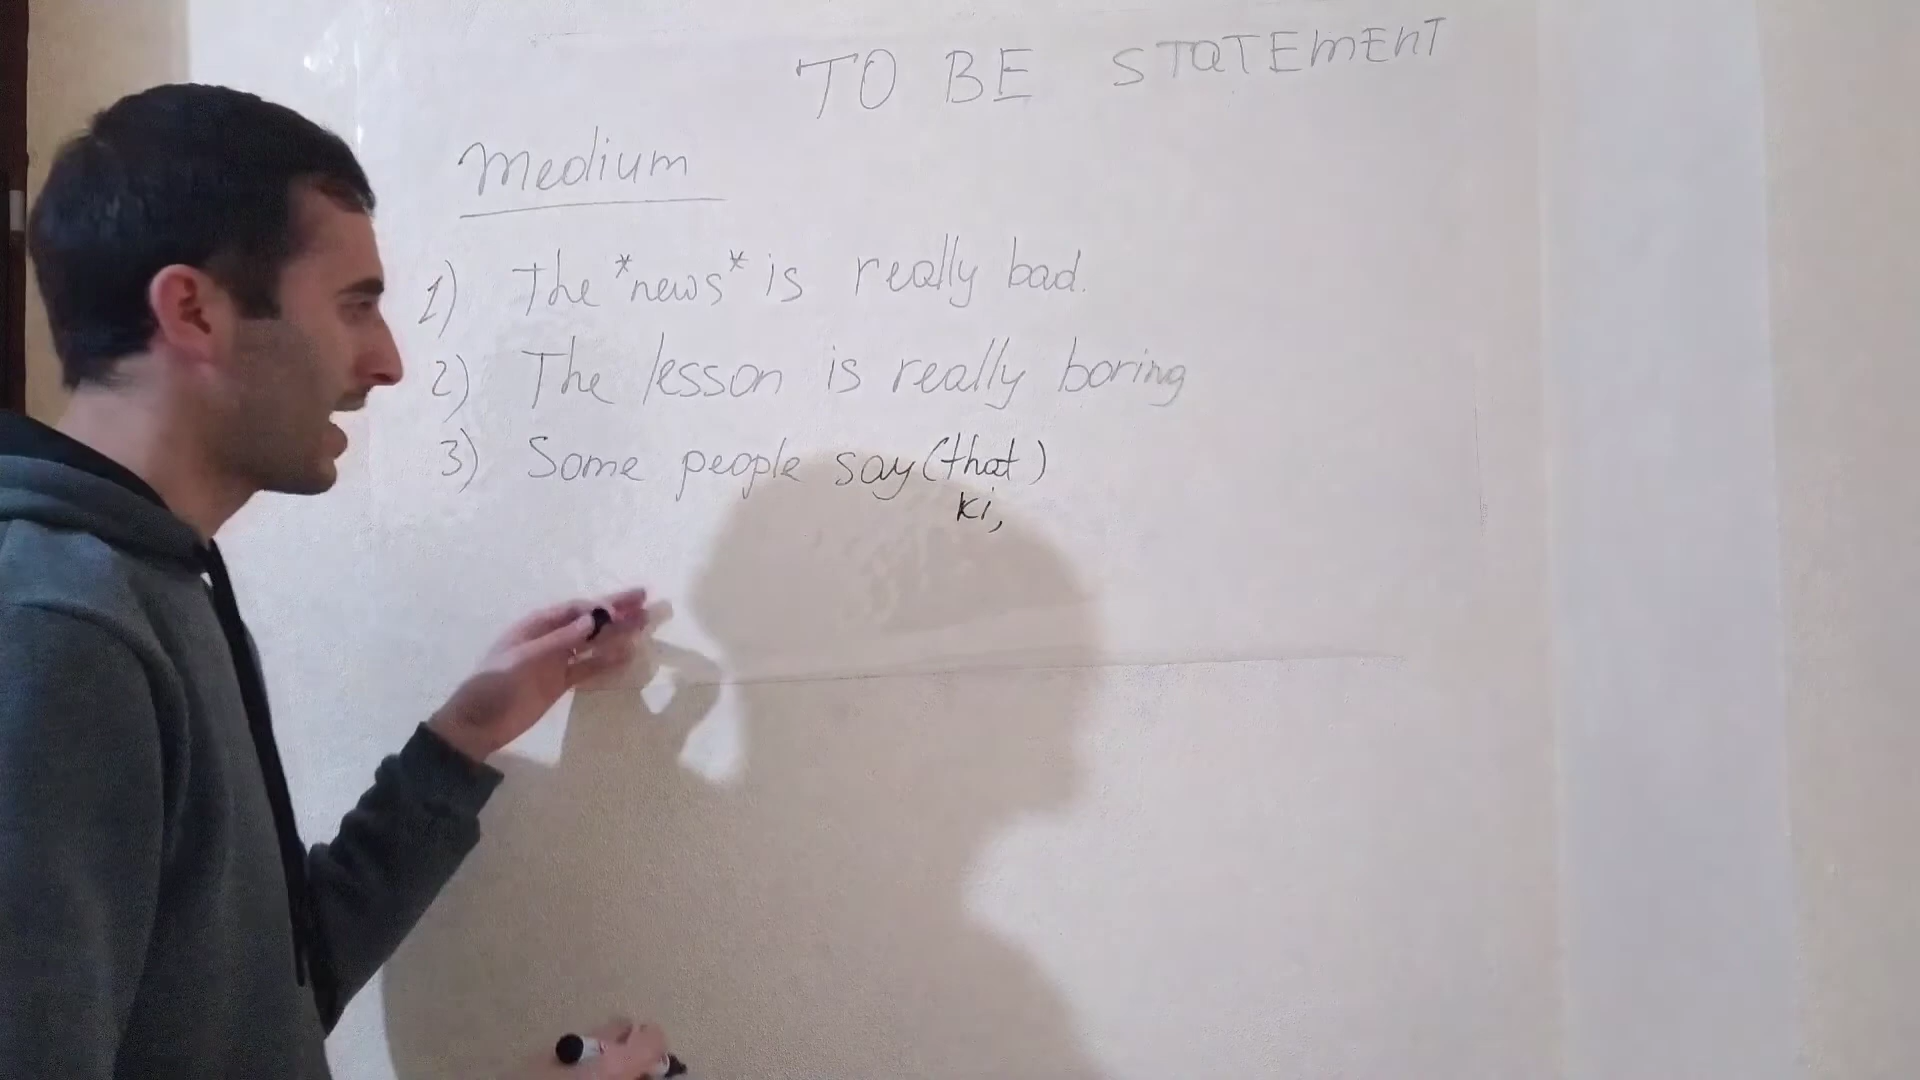 TO BE STATEMENT
Medium
1) The *news* is really bad.
2) The lesson is really boring
3) Some people say (that)
ki,